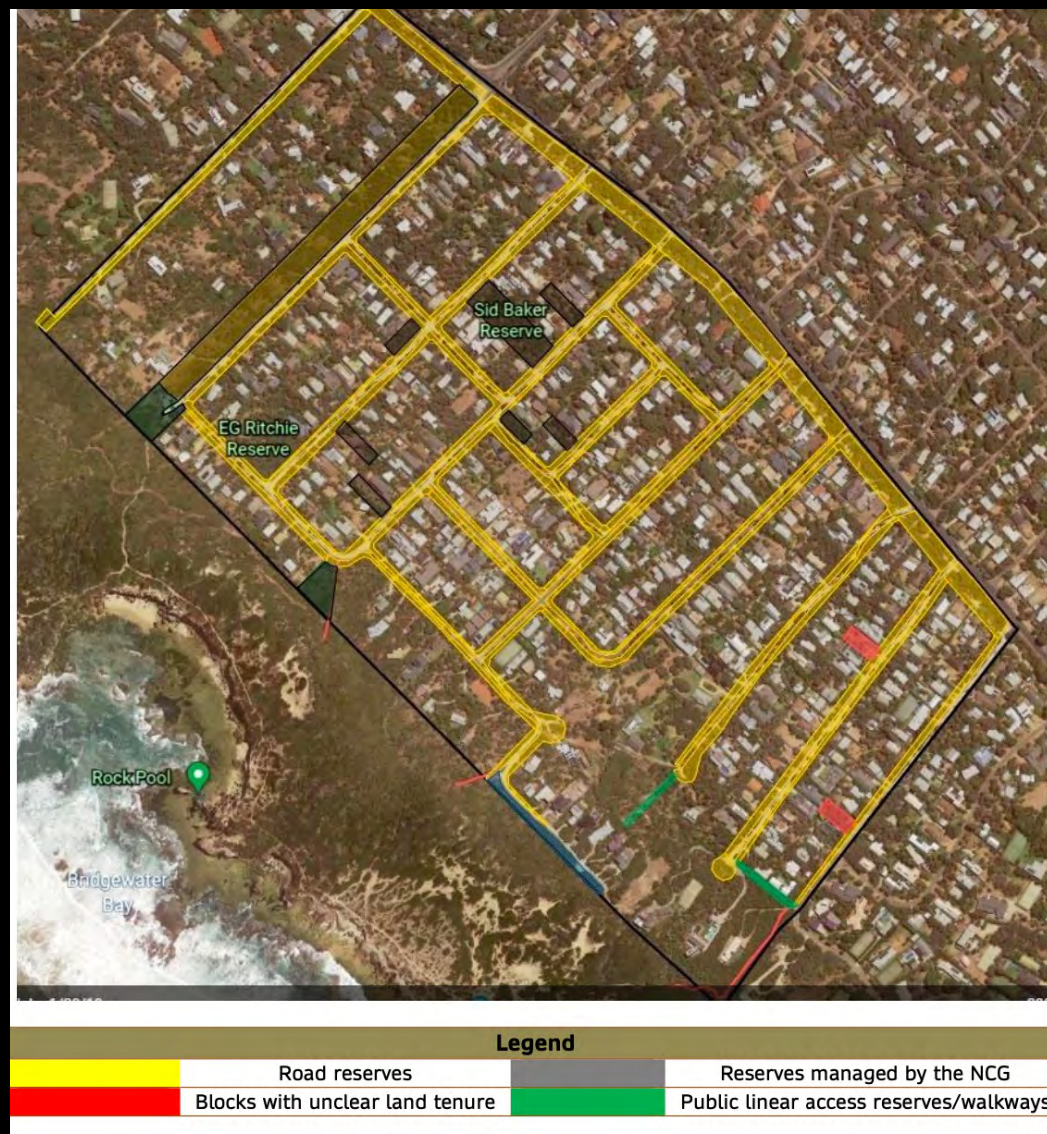 Sid Baker
Reserve
EG Ritchie
Reserve
Rock Pool
Bridgewater
Bay
Legend
Road reserves
Reserves managed by the NCG
Blocks with unclear land tenure
Public linear access reserves/walkways